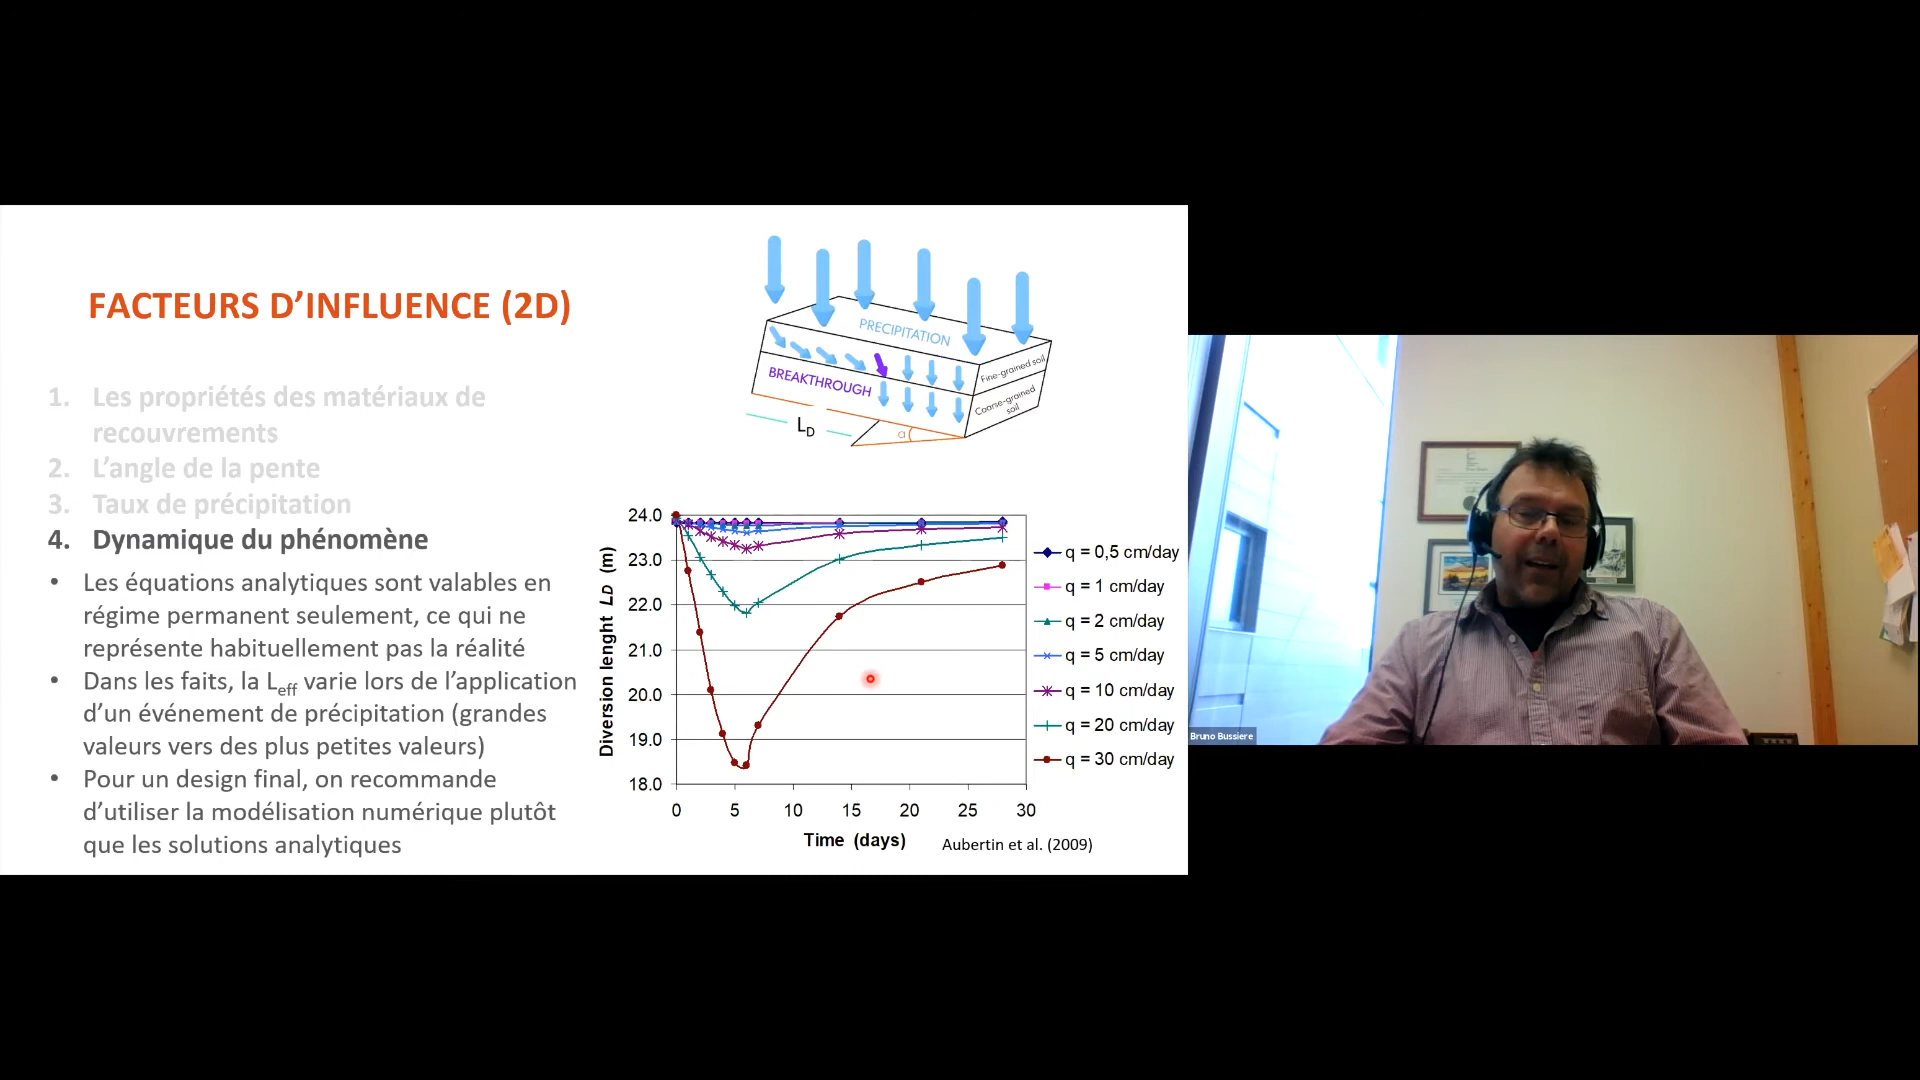 FACTEURS D’INFLUENCE (2D)
1. Les propriétés des matériaux de
recouvrements
2. L’angle de la pente
3. Taux de précipitation
4. Dynamique du phénomène
• Les équations analytiques sont valables en
régime permanent seulement, ce qui ne
représente habituellement pas la réalité
• Dans les faits, la Leff varie lors de l’application
d’un événement de précipitation (grandes
valeurs vers des plus petites valeurs)
• Pour un design final, on recommande
d’utiliser la modélisation numérique plutôt
que les solutions analytiques
PRECIPITATION
BREAKTHROUGH
Fine-grained soil
Coarse-grained
soil
LD
α
Diversion lenght LD (m)
24.0
23.0
22.0
21.0
20.0
19.0
18.0
0 5 10 15 20 25 30
Time (days)
q = 0,5 cm/day
q = 1 cm/day
q = 2 cm/day
q = 5 cm/day
q = 10 cm/day
q = 20 cm/day
q = 30 cm/day
Aubertin et al. (2009)
Bruno Bussiere